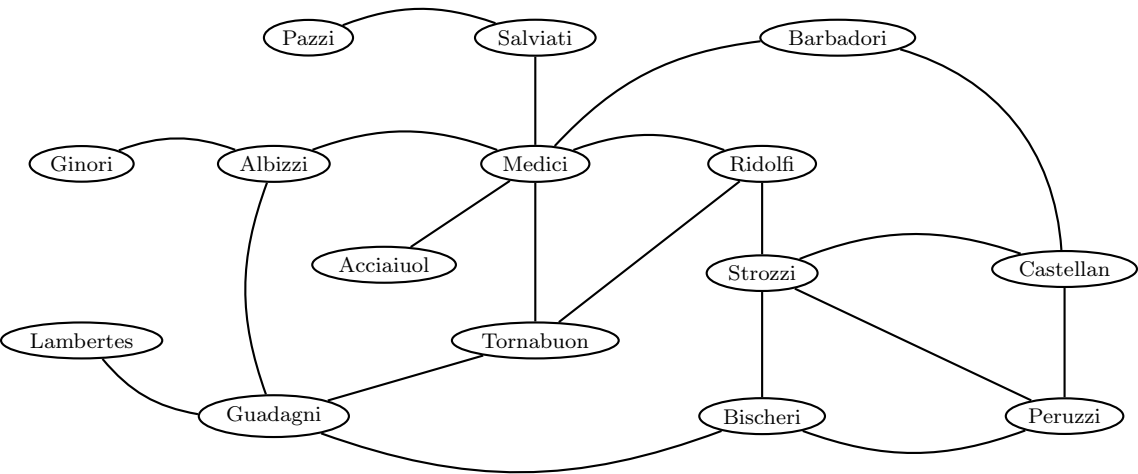 Pazzi
Salviati
Barbadori
Ginori
Albizzi
Medici
Ridolfi
Acciaiuol
Strozzi
Castellan
Lambertes
Tornabuon
Guadagni
Bischeri
Peruzzi